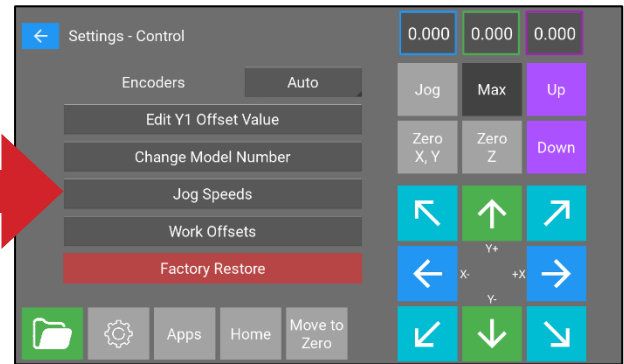 Settings - Control
0.000 0.000 0.000
Encoders Auto
Edit Y1 Offset Value
Change Model Number
Jog Speeds
Work Offsets
Factory Restore
Apps
Home
Move to
Zero
Jog
Max
Up
Zero
X, Y
Zero
Z
Down
Y+
X-
+X
Y-